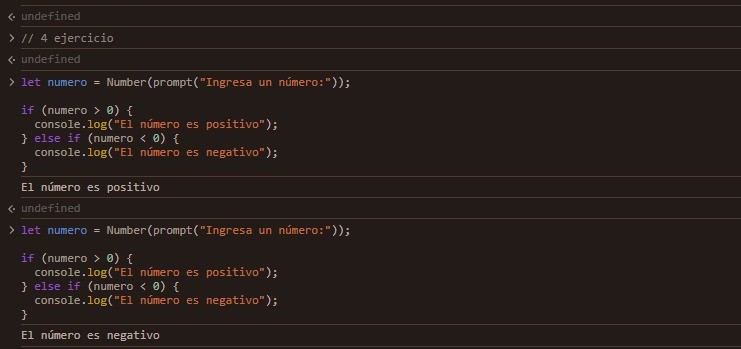 undefined
// 4 ejercicio
undefined
let numero = Number(prompt("Ingresa un número:"));
if (numero > 0) {
  console.log("El número es positivo");
} else if (numero < 0) {
  console.log("El número es negativo");
}
El número es positivo
undefined
let numero = Number(prompt("Ingresa un número:"));
if (numero > 0) {
  console.log("El número es positivo");
} else if (numero < 0) {
  console.log("El número es negativo");
}
El número es negativo